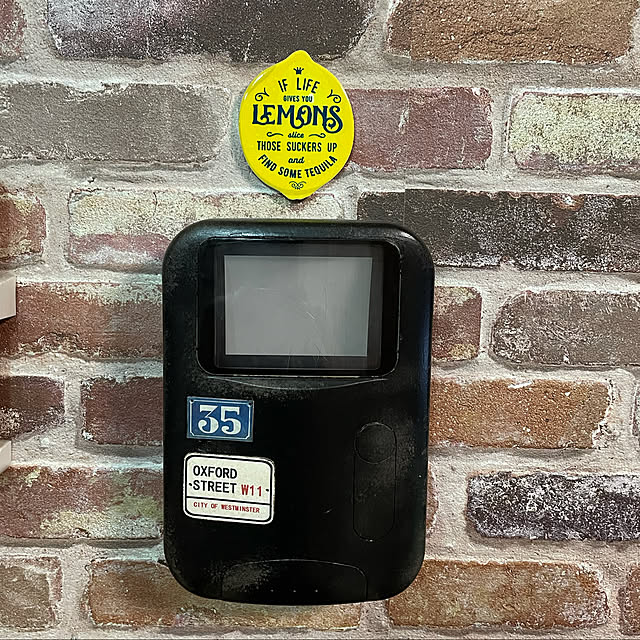 IF LIFE
GIVES YOU
LEMONS
slice
THOSE SUCKERS UP
and
FIND SOME TEQUILA
35
OXFORD
STREET W11
CITY OF WESTMINSTER